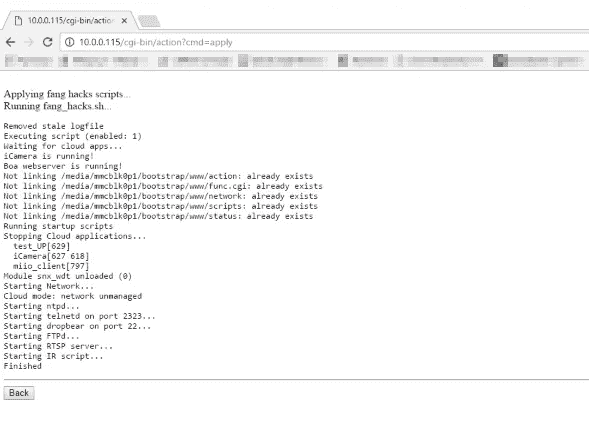 10.0.0.115/cgi-bin/action
10.0.0.115/cgi-bin/action?cmd=apply
Applying fang hacks scripts...
Running fang_hacks.sh...
Removed stale logfile
Executing script (enabled: 1)
Waiting for cloud apps...
iCamera is running!
Boa webserver is running!
Not linking /media/mmcblk0p1/bootstrap/www/action: already exists
Not linking /media/mmcblk0p1/bootstrap/www/func.cgi: already exists
Not linking /media/mmcblk0p1/bootstrap/www/network: already exists
Not linking /media/mmcblk0p1/bootstrap/www/scripts: already exists
Not linking /media/mmcblk0p1/bootstrap/www/status: already exists
Running startup scripts
Stopping Cloud applications...
test_UP[629]
iCamera[627 618]
miio_client[797]
Module snx_wdt unloaded (0)
Starting Network...
Cloud mode: network unmanaged
Starting ntpd...
Starting telnetd on port 2323...
Starting dropbear on port 22...
Starting FTPd...
Starting RTSP server...
Starting IR script...
Finished
Back